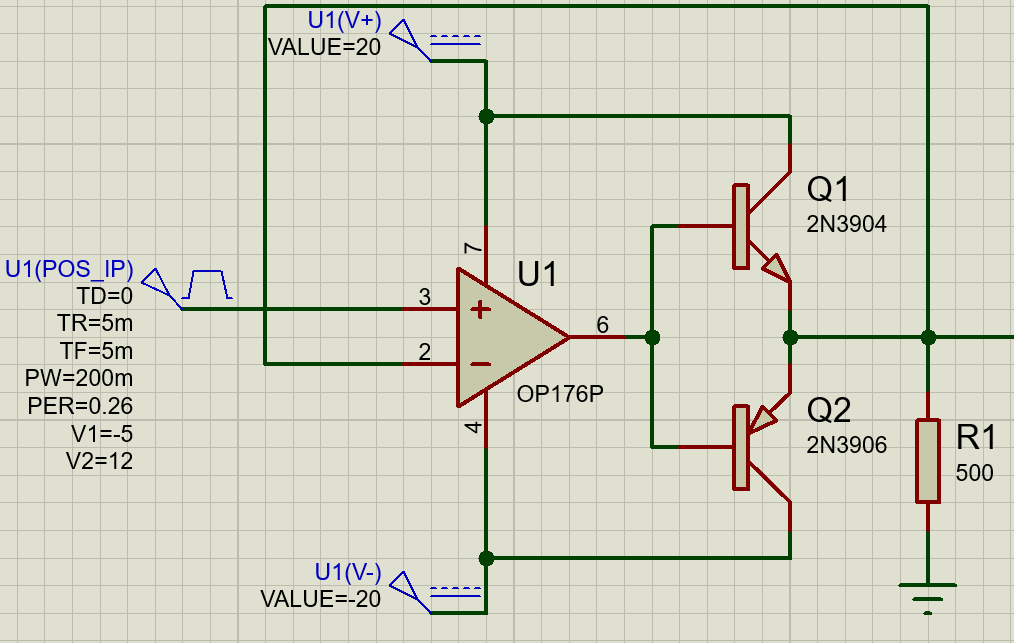 U1(V+)
VALUE=20
Q1
2N3904
7
U1(POS_IP)
TD=0
TR=5m
TF=5m
PW=200m
PER=0.26
V1=-5
V2=12
3
+
2
−
U1
6
OP176P
4
Q2
2N3906
R1
500
U1(V-)
VALUE=-20